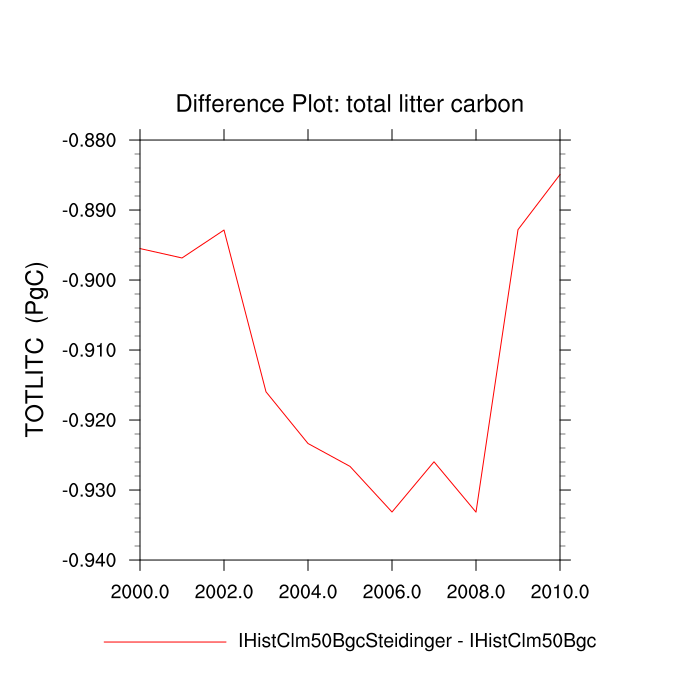 Difference Plot: total litter carbon
TOTLITC (PgC)
-0.880
-0.890
-0.900
-0.910
-0.920
-0.930
-0.940
2000.0 2002.0 2004.0 2006.0 2008.0 2010.0
IHistClm50BgcSteidinger - IHistClm50Bgc